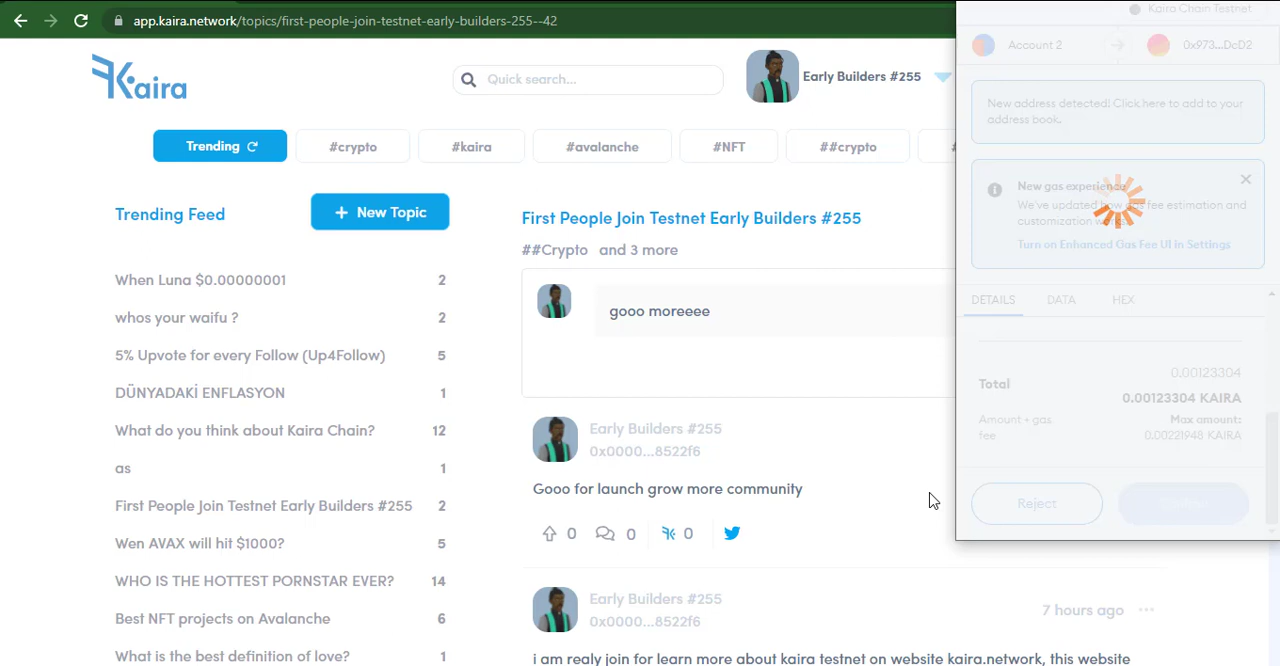 app.kaira.network/topics/first-people-join-testnet-early-builders-255--42
Kaira
Quick search...
Early Builders #255
Trending
#crypto
#kaira
#avalanche
#NFT
##crypto
Trending Feed
+ New Topic
When Luna $0.00000001 2
whos your waifu ? 2
5% Upvote for every Follow (Up4Follow) 5
DÜNYADAKİ ENFLASYON 1
What do you think about Kaira Chain? 12
as 1
First People Join Testnet Early Builders #255 2
Wen AVAX will hit $1000? 5
WHO IS THE HOTTEST PORNSTAR EVER? 14
Best NFT projects on Avalanche 6
What is the best definition of love? 1
First People Join Testnet Early Builders #255
##Crypto and 3 more
gooo moreeee
Early Builders #255
0x0000...8522f6
Gooo for launch grow more community
0 0 0
Early Builders #255
0x0000...8522f6
7 hours ago
i am realy join for learn more about kaira testnet on website kaira.network, this website
Kaira Chain Testnet
Account 2
0x973...DcD2
New address detected! Click here to add to your
address book.
New gas experience
We've updated how gas fee estimation and
customization works.
Turn on Enhanced Gas Fee UI in Settings
DETAILS
DATA
HEX
0.00123304
Total
0.00123304 KAIRA
Amount + gas
fee
Max amount:
0.00221948 KAIRA
Reject